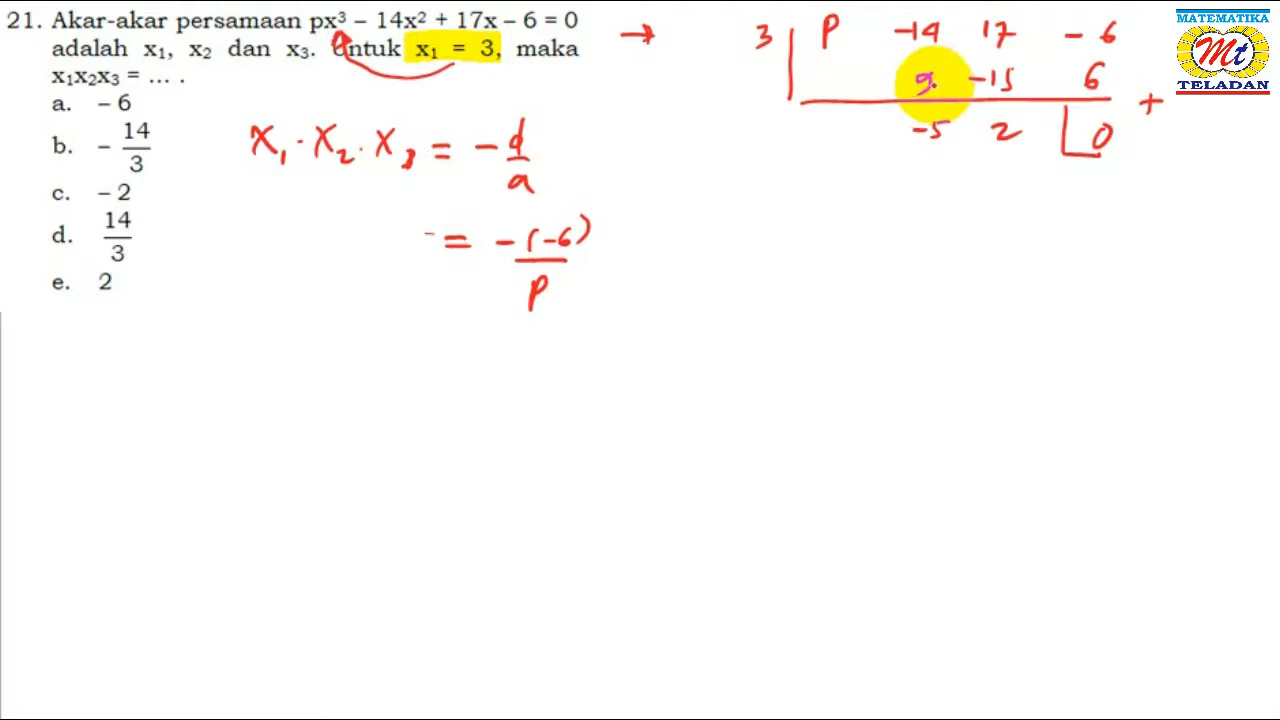 21. Akar-akar persamaan px³ – 14x² + 17x – 6 = 0
adalah x₁, x₂ dan x₃. Untuk x₁ = 3, maka
x₁x₂x₃ = ... .
a. – 6
b. – 14/3
c. – 2
d. 14/3
e. 2
x₁ . x₂ . x₃ = - d/a
= -(-6)/p
→ 3 | p -14 17 -6
9 -15 6 +
-5 2 0
MATEMATIKA
Mt
TELADAN